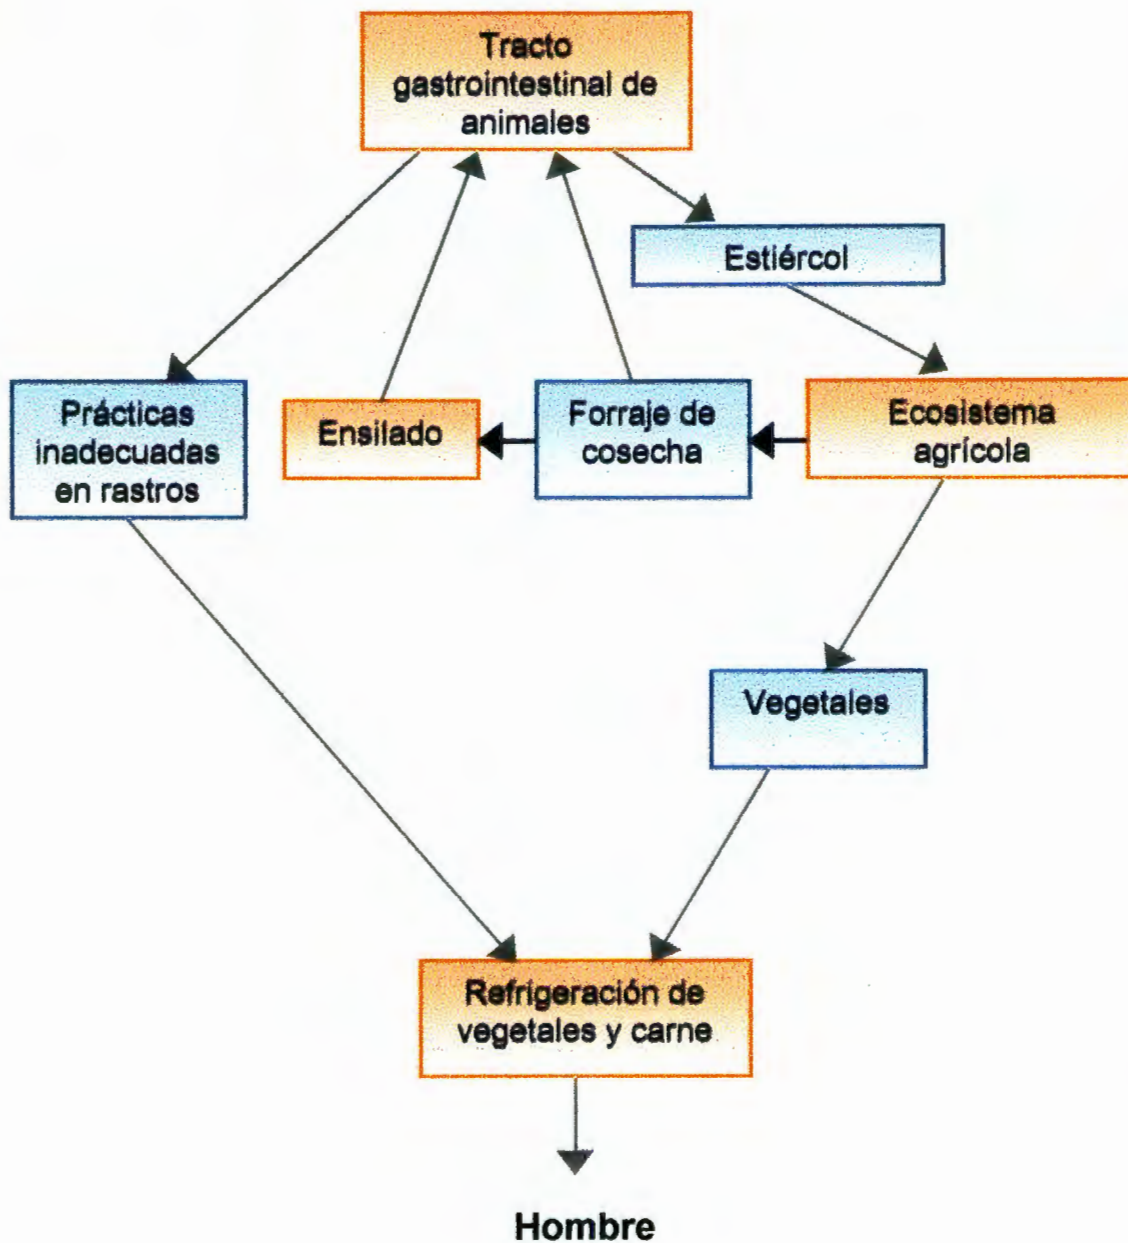 Tracto
gastrointestinal de
animales
Estiércol
Prácticas
inadecuadas
en rastros
Ensilado
Forraje de
cosecha
Ecosistema
agrícola
Vegetales
Refrigeración de
vegetales y carne
Hombre